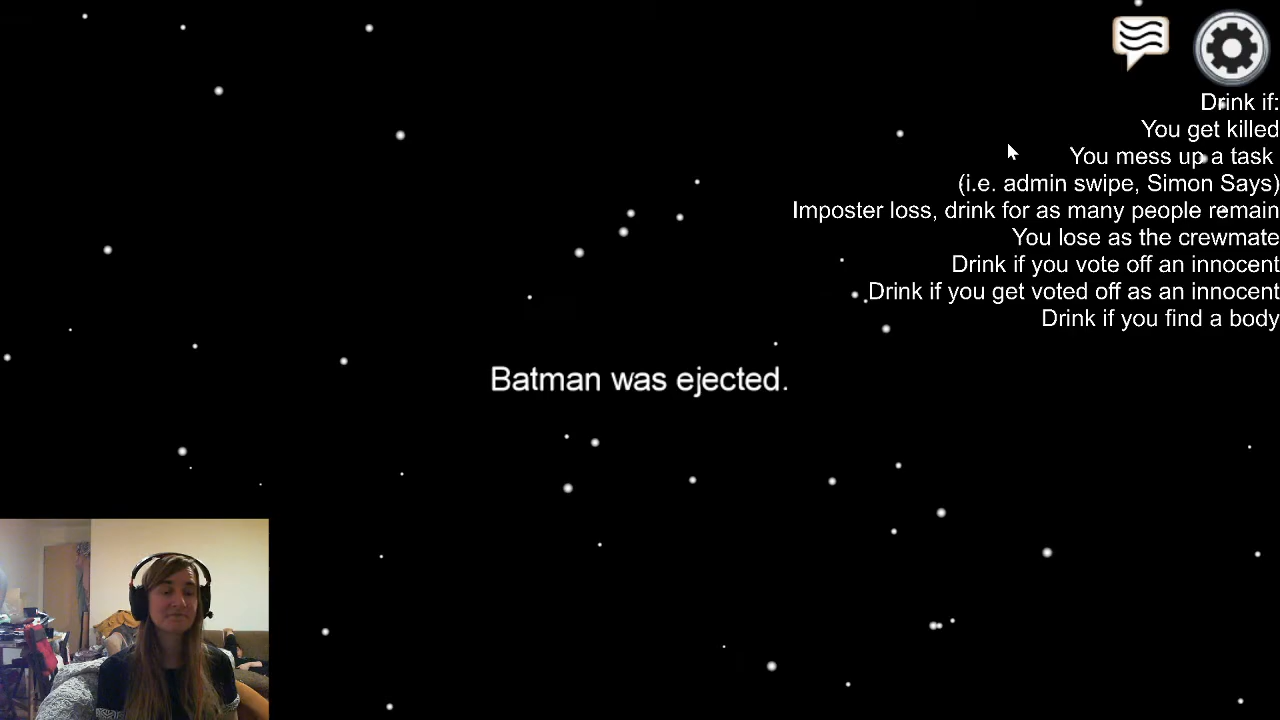 Drink if:
You get killed
You mess up a task
(i.e. admin swipe, Simon Says)
Imposter loss, drink for as many people remain
You lose as the crewmate
Drink if you vote off an innocent
Drink if you get voted off as an innocent
Drink if you find a body
Batman was ejected.